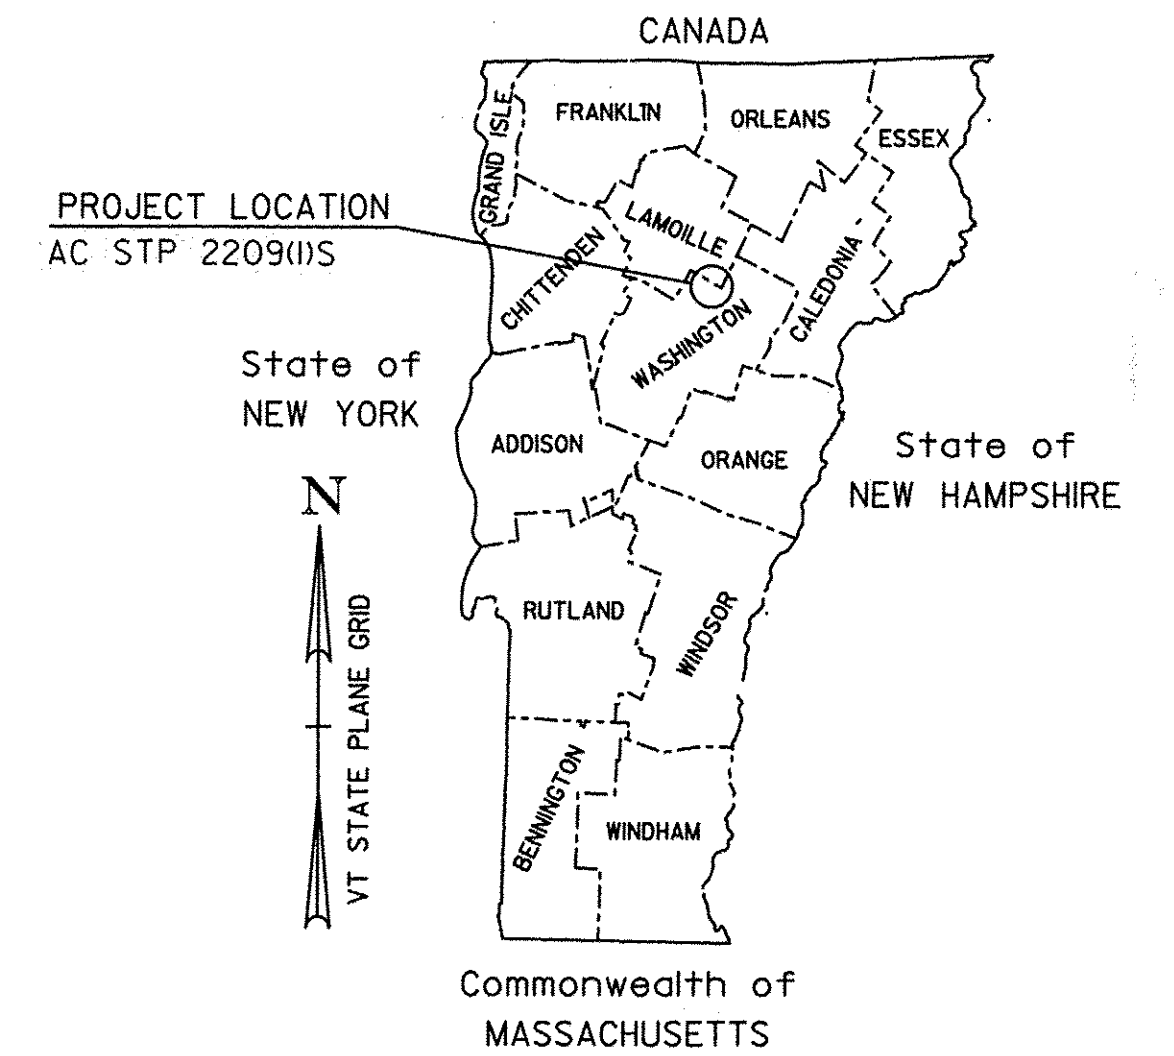 CANADA
GRAND ISLE
FRANKLIN
ORLEANS
ESSEX
PROJECT LOCATION
AC STP 2209(1)S
LAMOILLE
CHITTENDEN
CALEDONIA
WASHINGTON
State of
NEW YORK
ADDISON
ORANGE
State of
NEW HAMPSHIRE
N
VT STATE PLANE GRID
RUTLAND
WINDSOR
BENNINGTON
WINDHAM
Commonwealth of
MASSACHUSETTS